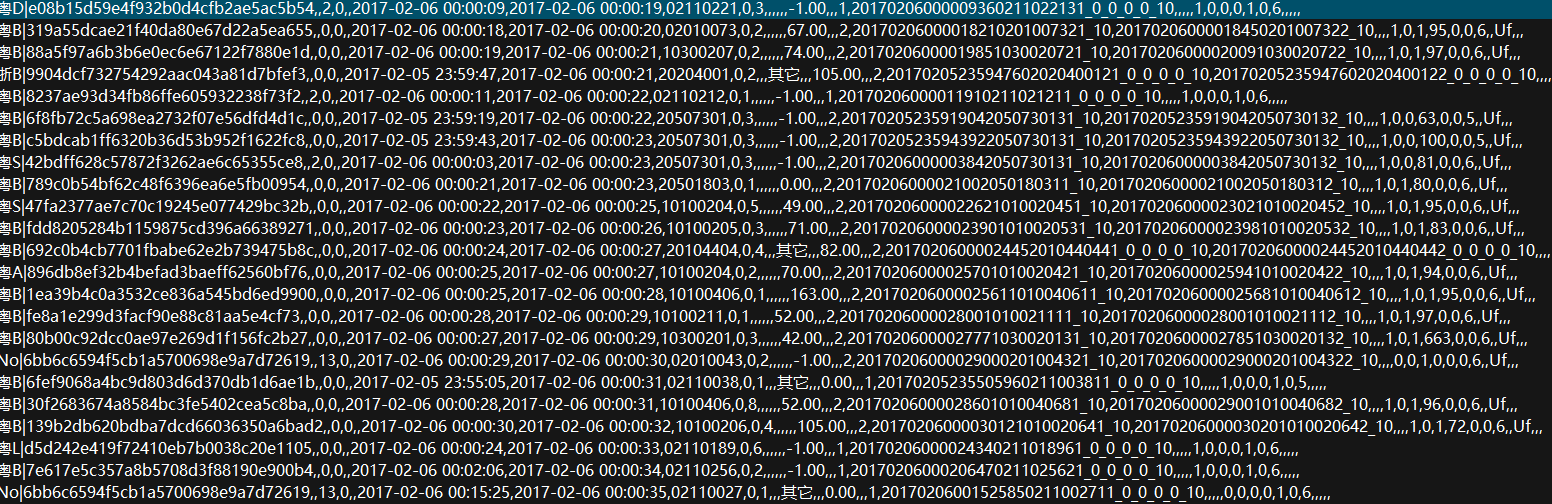 粤D|e08b15d59e4f932b0d4cfb2ae5ac5b54,,2,0,,2017-02-06 00:00:09,2017-02-06 00:00:19,02110221,0,3,,,,,,-1.00,,,1,20170206000009360211022131_0_0_0_0_10,,,,,1,0,0,0,1,0,6,,,,,
粤B|319a55dcae21f40da80e67d22a5ea655,,0,0,,2017-02-06 00:00:18,2017-02-06 00:00:20,02010073,0,2,,,,,,67.00,,,2,20170206000018210201007321_10,20170206000018450201007322_10,,,,1,0,1,95,0,0,6,,Uf,,,
粤B|88a5f97a6b3b6e0ec6e67122f7880e1d,,0,0,,2017-02-06 00:00:19,2017-02-06 00:00:21,10300207,0,2,,,,,,74.00,,,2,20170206000019851030020721_10,20170206000020091030020722_10,,,,1,0,1,97,0,0,6,,Uf,,,
浙B|9904dcf732754292aac043a81d7bfef3,,0,0,,2017-02-05 23:59:47,2017-02-06 00:00:21,20204001,0,2,,,其它,,,105.00,,,2,20170205235947602020400121_0_0_0_0_10,20170205235947602020400122_0_0_0_0_10,,,,
粤B|8237ae93d34fb86ffe605932238f73f2,,2,0,,2017-02-06 00:00:11,2017-02-06 00:00:22,02110212,0,1,,,,,,-1.00,,,1,20170206000011910211021211_0_0_0_0_10,,,,,1,0,0,0,1,0,6,,,,,
粤B|6f8fb72c5a698ea2732f07e56dfd4d1c,,0,0,,2017-02-05 23:59:19,2017-02-06 00:00:22,20507301,0,3,,,,,,-1.00,,,2,20170205235919042050730131_10,20170205235919042050730132_10,,,,1,0,0,63,0,0,5,,Uf,,,
粤B|c5bdcab1ff6320b36d53b952f1622fc8,,0,0,,2017-02-05 23:59:43,2017-02-06 00:00:22,20507301,0,3,,,,,,-1.00,,,2,20170205235943922050730131_10,20170205235943922050730132_10,,,,1,0,0,100,0,0,5,,Uf,,,
粤S|42bdff628c57872f3262ae6c65355ce8,,2,0,,2017-02-06 00:00:03,2017-02-06 00:00:23,20507301,0,3,,,,,,-1.00,,,2,20170206000003842050730131_10,20170206000003842050730132_10,,,,1,0,0,81,0,0,6,,Uf,,,
粤B|789c0b54bf62c48f6396ea6e5fb00954,,0,0,,2017-02-06 00:00:21,2017-02-06 00:00:23,20501803,0,1,,,,,,0.00,,,2,20170206000021002050180311_10,20170206000021002050180312_10,,,,1,0,1,80,0,0,6,,Uf,,,
粤S|47fa2377ae7c70c19245e077429bc32b,,0,0,,2017-02-06 00:00:22,2017-02-06 00:00:25,10100204,0,5,,,,,,49.00,,,2,20170206000022621010020451_10,20170206000023021010020452_10,,,,1,0,1,95,0,0,6,,Uf,,,
粤B|fdd8205284b1159875cd396a66389271,,0,0,,2017-02-06 00:00:23,2017-02-06 00:00:26,10100205,0,3,,,,,,71.00,,,2,20170206000023901010020531_10,20170206000023981010020532_10,,,,1,0,1,83,0,0,6,,Uf,,,
粤B|692c0b4cb7701fbabe62e2b739475b8c,,0,0,,2017-02-06 00:00:24,2017-02-06 00:00:27,20104404,0,4,,,其它,,,82.00,,,2,20170206000024452010440441_0_0_0_0_10,20170206000024452010440442_0_0_0_0_10,,,,
粤A|896db8ef32b4befad3baeff62560bf76,,0,0,,2017-02-06 00:00:25,2017-02-06 00:00:27,10100204,0,2,,,,,,70.00,,,2,20170206000025701010020421_10,20170206000025941010020422_10,,,,1,0,1,94,0,0,6,,Uf,,,
粤B|1ea39b4c0a3532ce836a545bd6ed9900,,0,0,,2017-02-06 00:00:25,2017-02-06 00:00:28,10100406,0,1,,,,,,163.00,,,2,20170206000025611010040611_10,20170206000025681010040612_10,,,,1,0,1,95,0,0,6,,Uf,,,
粤B|fe8a1e299d3facf90e88c81aa5e4cf73,,0,0,,2017-02-06 00:00:28,2017-02-06 00:00:29,10100211,0,1,,,,,,52.00,,,2,20170206000028001010021111_10,20170206000028001010021112_10,,,,1,0,1,97,0,0,6,,Uf,,,
粤B|80b00c92dcc0ae97e269d1f156fc2b27,,0,0,,2017-02-06 00:00:27,2017-02-06 00:00:29,10300201,0,3,,,,,,42.00,,,2,20170206000027771030020131_10,20170206000027851030020132_10,,,,1,0,1,663,0,0,6,,Uf,,,
No|6bb6c6594f5cb1a5700698e9a7d72619,,13,0,,2017-02-06 00:00:29,2017-02-06 00:00:30,02010043,0,2,,,,,,-1.00,,,2,20170206000029000201004321_10,20170206000029000201004322_10,,,,0,0,1,0,0,0,6,,Uf,,,
粤B|6fef9068a4bc9d803d6d370db1d6ae1b,,0,0,,2017-02-05 23:55:05,2017-02-06 00:00:31,02110038,0,1,,,其它,,,0.00,,,1,20170205235505960211003811_0_0_0_0_10,,,,,1,0,0,0,1,0,5,,,,,
粤B|30f2683674a8584bc3fe5402cea5c8ba,,0,0,,2017-02-06 00:00:28,2017-02-06 00:00:31,10100406,0,8,,,,,,52.00,,,2,20170206000028601010040681_10,20170206000029001010040682_10,,,,1,0,1,96,0,0,6,,Uf,,,
粤B|139b2db620bdba7dcd66036350a6bad2,,0,0,,2017-02-06 00:00:30,2017-02-06 00:00:32,10100206,0,4,,,,,,105.00,,,2,20170206000030121010020641_10,20170206000030201010020642_10,,,,1,0,1,72,0,0,6,,Uf,,,
粤L|d5d242e419f72410eb7b0038c20e1105,,0,0,,2017-02-06 00:00:24,2017-02-06 00:00:33,02110189,0,6,,,,,,-1.00,,,1,20170206000024340211018961_0_0_0_0_10,,,,,1,0,0,0,1,0,6,,,,,
粤B|7e617e5c357a8b5708d3f88190e900b4,,0,0,,2017-02-06 00:02:06,2017-02-06 00:00:34,02110256,0,2,,,,,,-1.00,,,1,20170206000206470211025621_0_0_0_0_10,,,,,1,0,0,0,1,0,6,,,,,
No|6bb6c6594f5cb1a5700698e9a7d72619,,13,0,,2017-02-06 00:15:25,2017-02-06 00:00:35,02110027,0,1,,,其它,,,0.00,,,1,20170206001525850211002711_0_0_0_0_10,,,,,0,0,0,0,1,0,6,,,,,